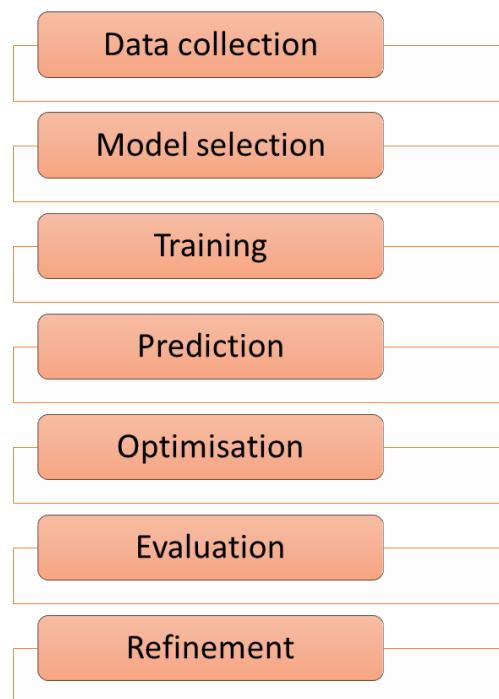 Data collection
Model selection
Training
Prediction
Optimisation
Evaluation
Refinement